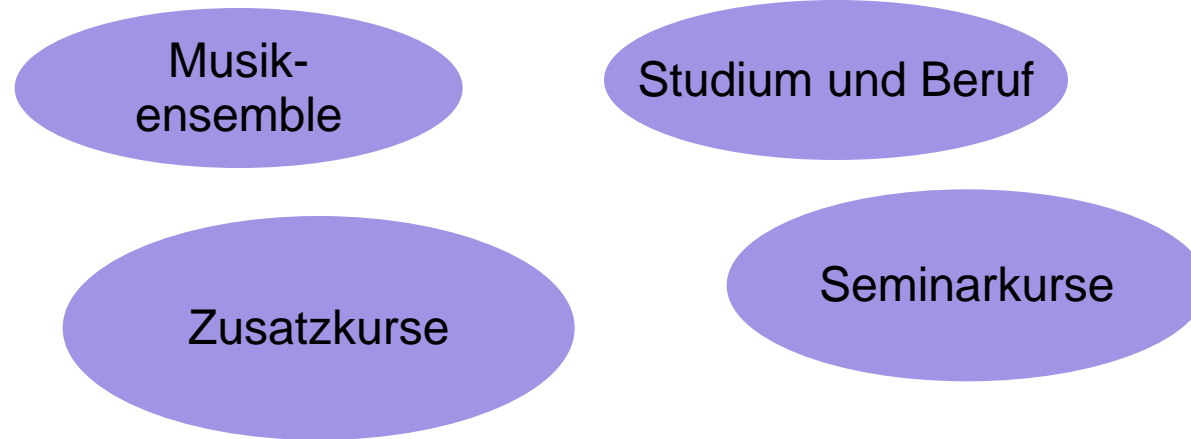 Musik-
ensemble
Studium und Beruf
Zusatzkurse
Seminarkurse